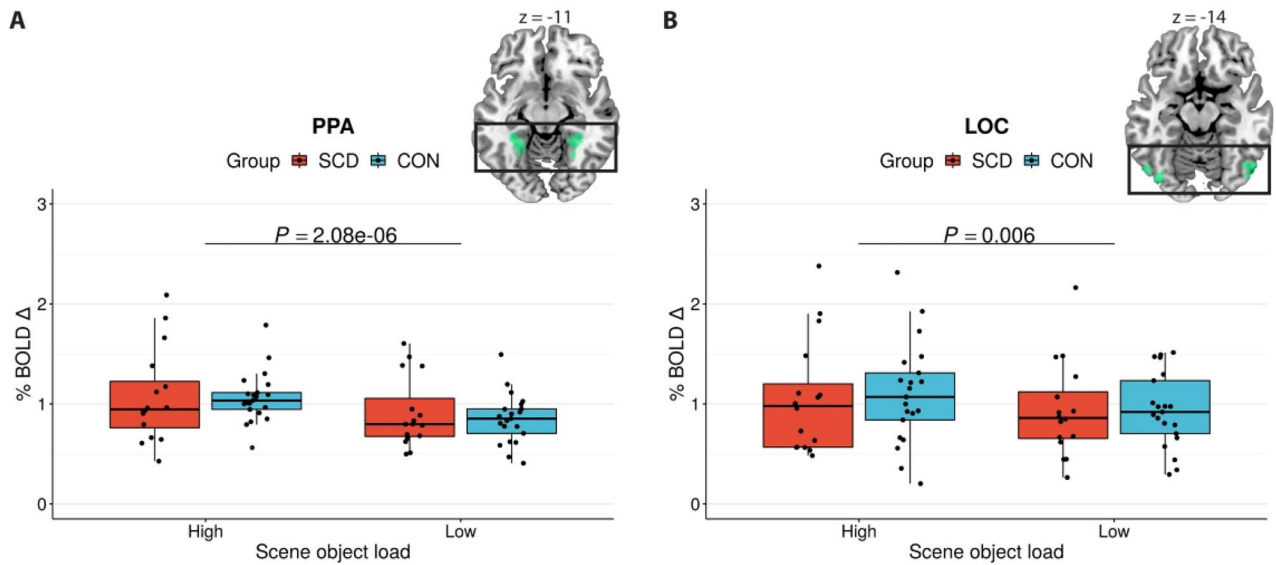 A
z = -11
PPA
Group SCD CON
3
P = 2.08e-06
2
1
0
% BOLD Δ
High Low
Scene object load
B
z = -14
LOC
Group SCD CON
3
P = 0.006
2
1
0
% BOLD Δ
High Low
Scene object load